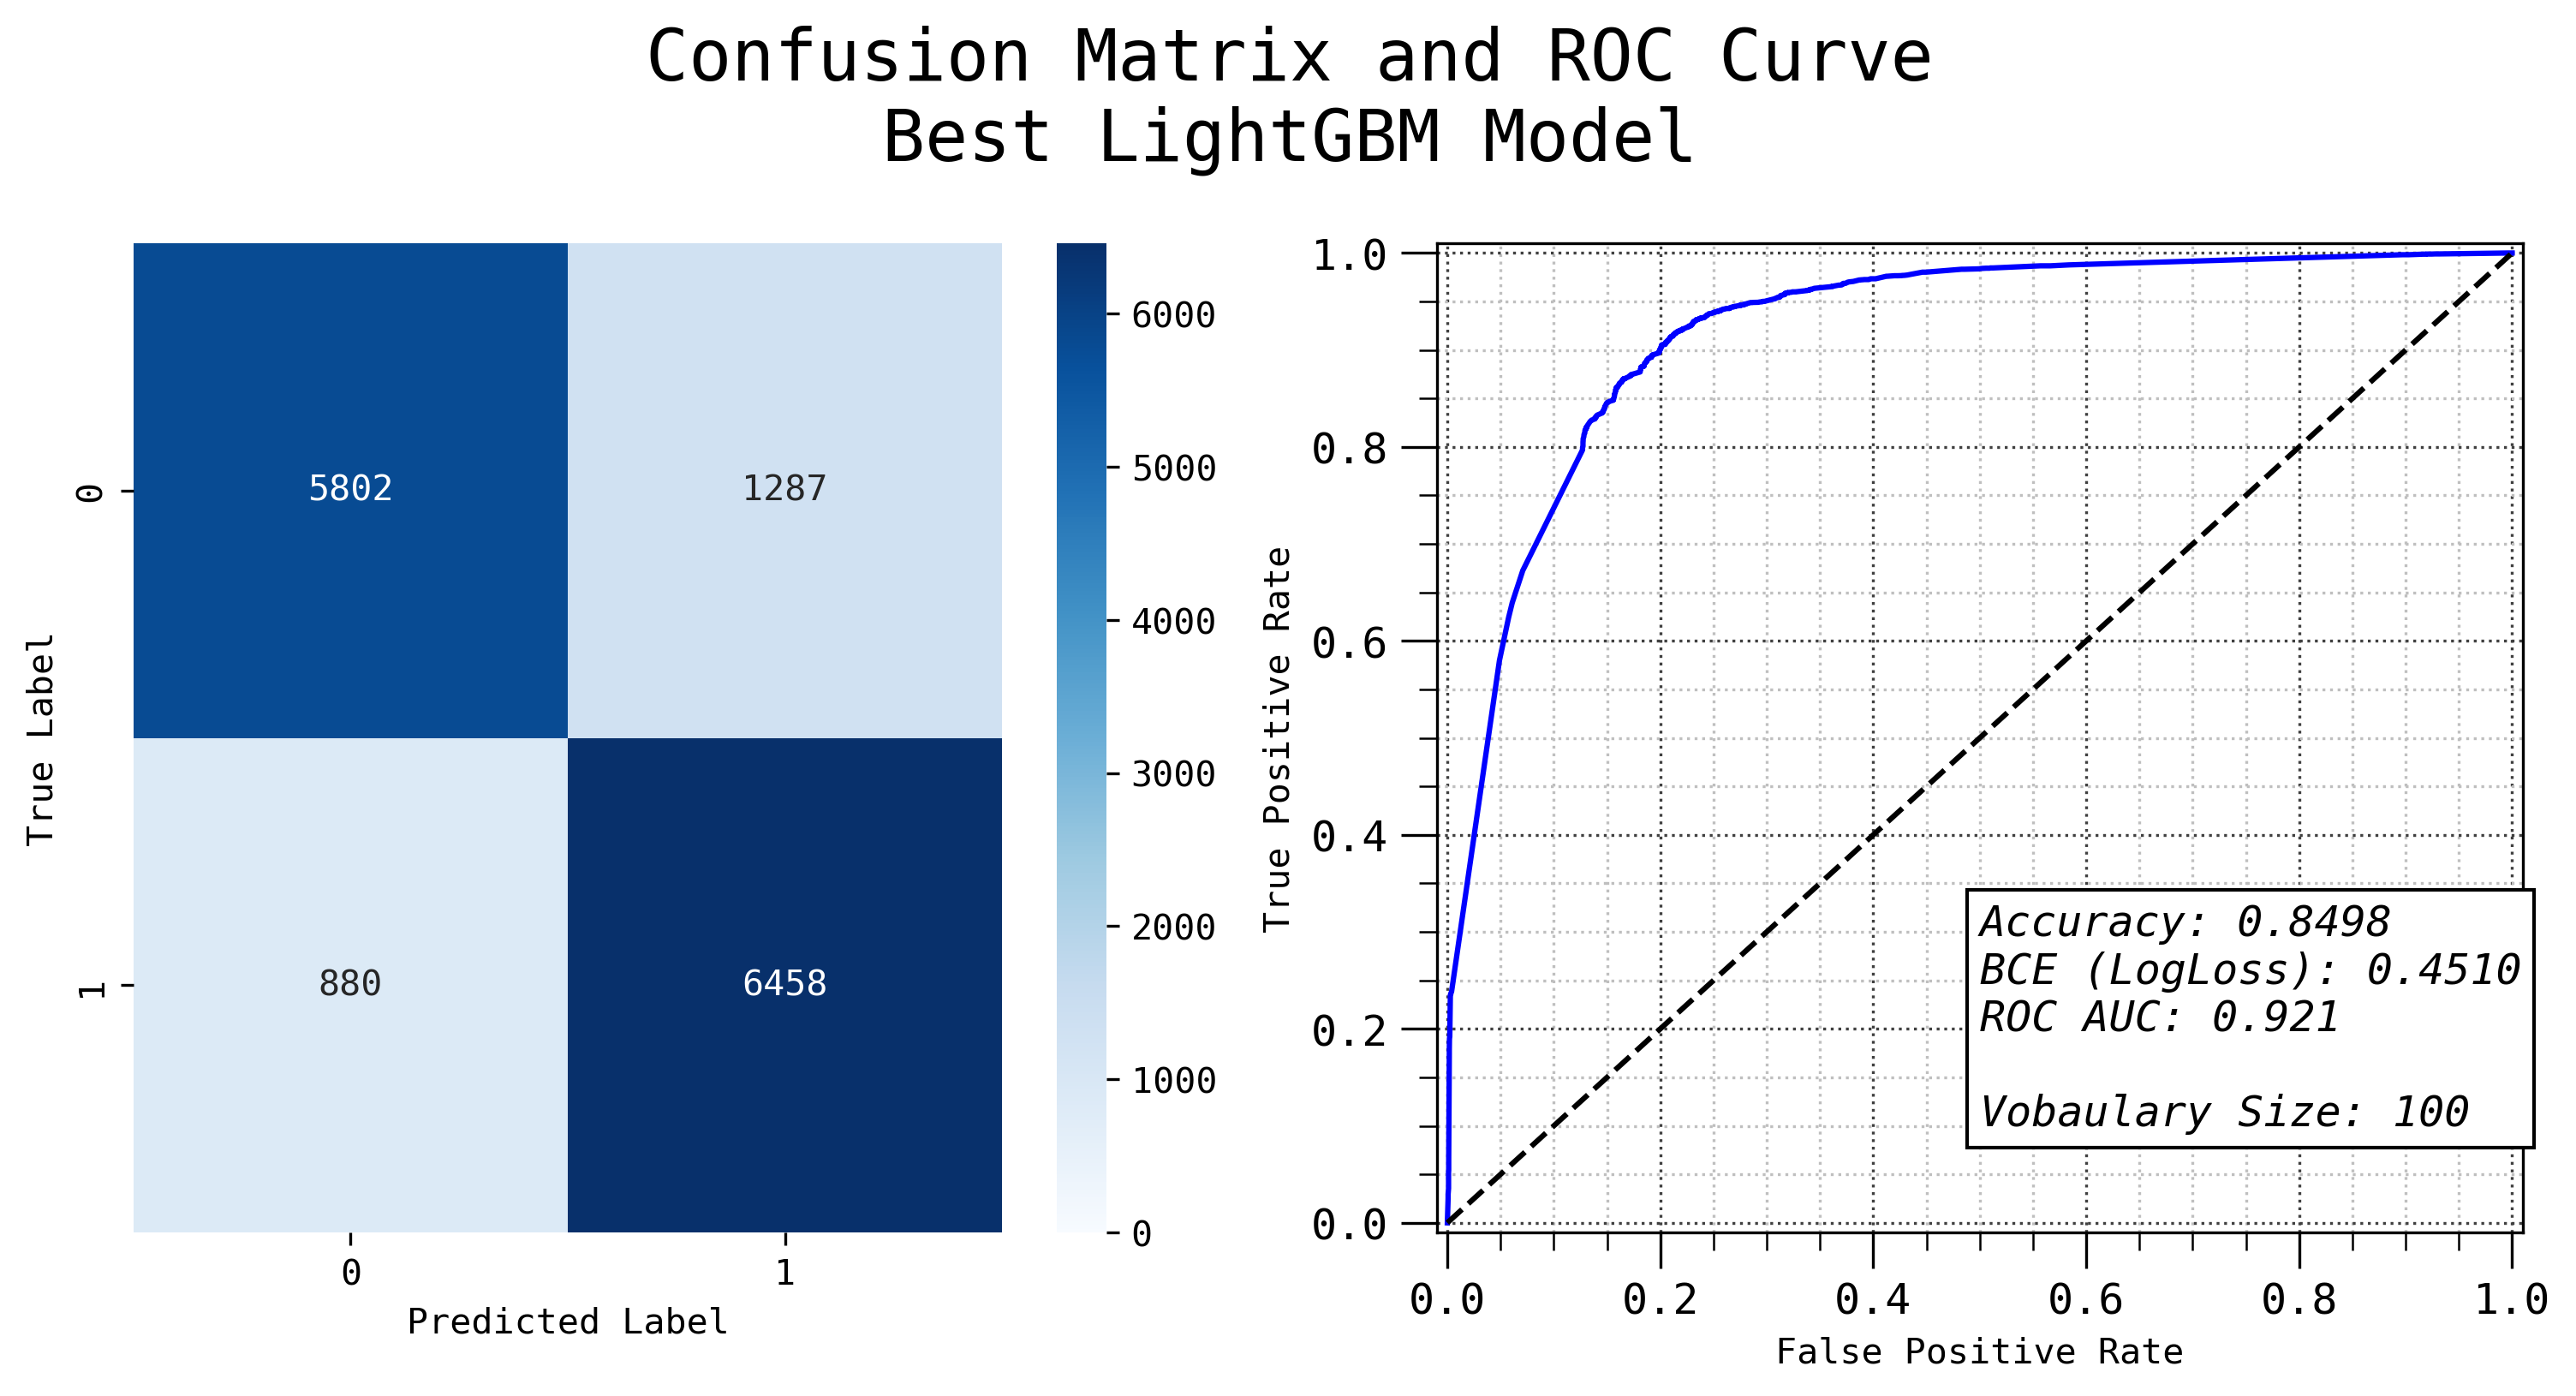 Confusion Matrix and ROC Curve
Best LightGBM Model
True Label
0
1
5802
1287
880
6458
0
1
Predicted Label
6000
5000
4000
3000
2000
1000
0
True Positive Rate
1.0
0.8
0.6
0.4
0.2
0.0
Accuracy: 0.8498
BCE (LogLoss): 0.4510
ROC AUC: 0.921
Vobaulary Size: 100
0.0
0.2
0.4
0.6
0.8
1.0
False Positive Rate